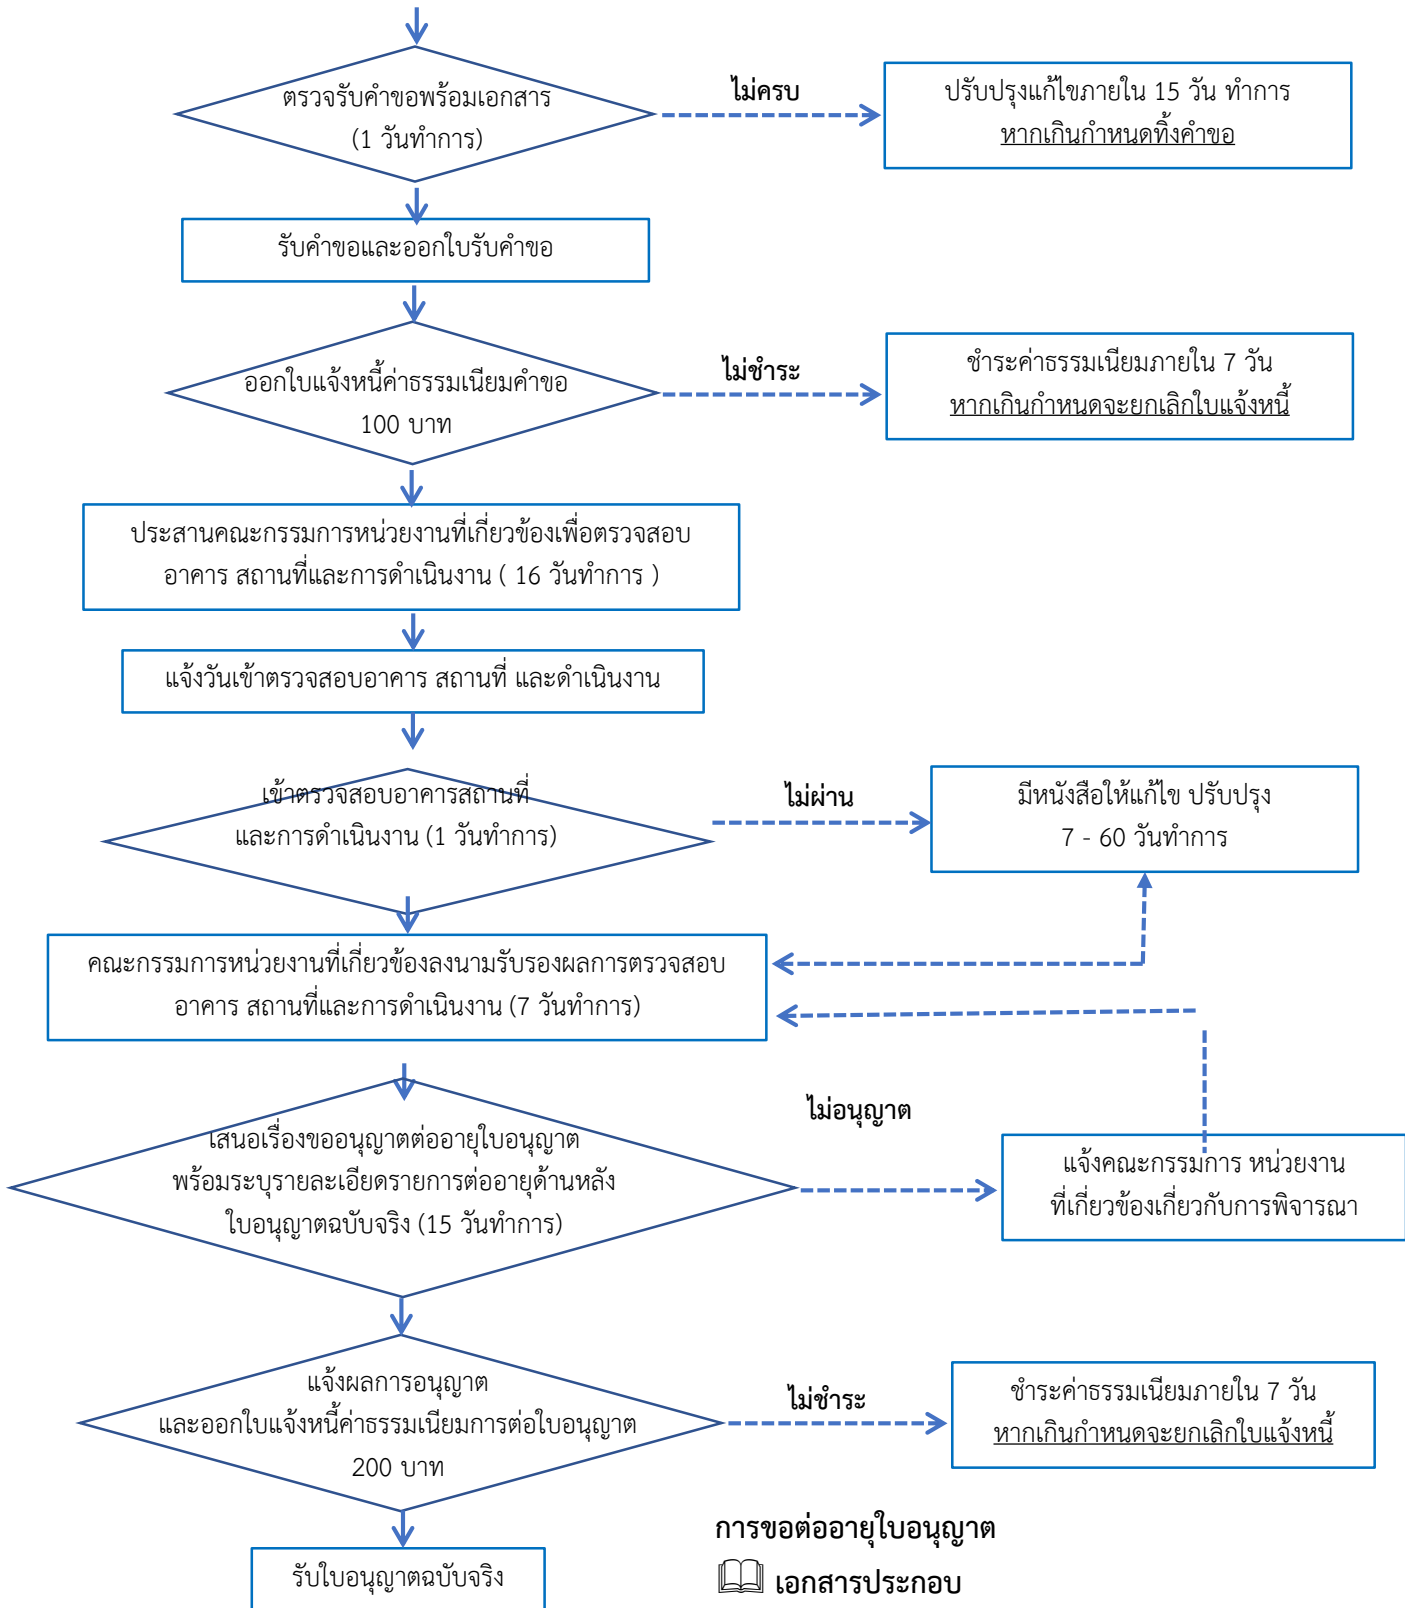 ตรวจรับคำขอพร้อมเอกสาร
(1 วันทำการ)
ไม่ครบ
ปรับปรุงแก้ไขภายใน 15 วัน ทำการ
หากเกินกำหนดทิ้งคำขอ
รับคำขอและออกใบรับคำขอ
ออกใบแจ้งหนี้ค่าธรรมเนียมคำขอ
100 บาท
ไม่ชำระ
ชำระค่าธรรมเนียมภายใน 7 วัน
หากเกินกำหนดจะยกเลิกใบแจ้งหนี้
ประสานคณะกรรมการหน่วยงานที่เกี่ยวข้องเพื่อตรวจสอบ
อาคาร สถานที่และการดำเนินงาน ( 16 วันทำการ )
แจ้งวันเข้าตรวจสอบอาคาร สถานที่ และดำเนินงาน
เข้าตรวจสอบอาคารสถานที่
และการดำเนินงาน (1 วันทำการ)
ไม่ผ่าน
มีหนังสือให้แก้ไข ปรับปรุง
7 - 60 วันทำการ
คณะกรรมการหน่วยงานที่เกี่ยวข้องลงนามรับรองผลการตรวจสอบ
อาคาร สถานที่และการดำเนินงาน (7 วันทำการ)
เสนอเรื่องขออนุญาตต่ออายุใบอนุญาต
พร้อมระบุรายละเอียดรายการต่ออายุด้านหลัง
ใบอนุญาตฉบับจริง (15 วันทำการ)
ไม่อนุญาต
แจ้งคณะกรรมการ หน่วยงาน
ที่เกี่ยวข้องเกี่ยวกับการพิจารณา
แจ้งผลการอนุญาต
และออกใบแจ้งหนี้ค่าธรรมเนียมการต่อใบอนุญาต
200 บาท
ไม่ชำระ
ชำระค่าธรรมเนียมภายใน 7 วัน
หากเกินกำหนดจะยกเลิกใบแจ้งหนี้
รับใบอนุญาตฉบับจริง
การขอต่ออายุใบอนุญาต
เอกสารประกอบ